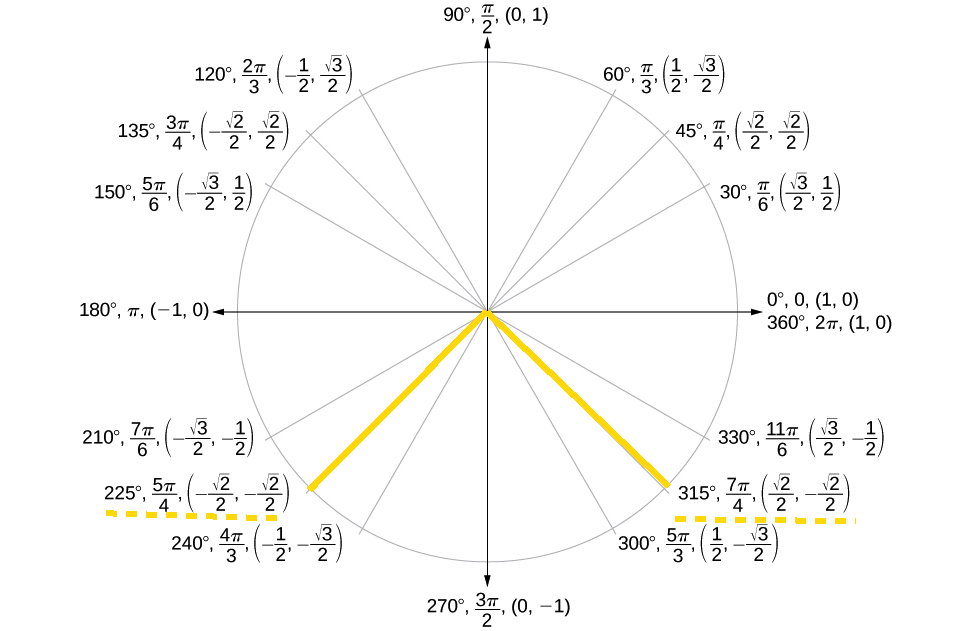 90°, π/2, (0, 1)
120°, 2π/3, (−1/2, √3/2)
60°, π/3, (1/2, √3/2)
135°, 3π/4, (−√2/2, √2/2)
45°, π/4, (√2/2, √2/2)
150°, 5π/6, (−√3/2, 1/2)
30°, π/6, (√3/2, 1/2)
180°, π, (−1, 0)
0°, 0, (1, 0)
360°, 2π, (1, 0)
210°, 7π/6, (−√3/2, −1/2)
330°, 11π/6, (√3/2, −1/2)
225°, 5π/4, (−√2/2, −√2/2)
315°, 7π/4, (√2/2, −√2/2)
240°, 4π/3, (−1/2, −√3/2)
300°, 5π/3, (1/2, −√3/2)
270°, 3π/2, (0, −1)